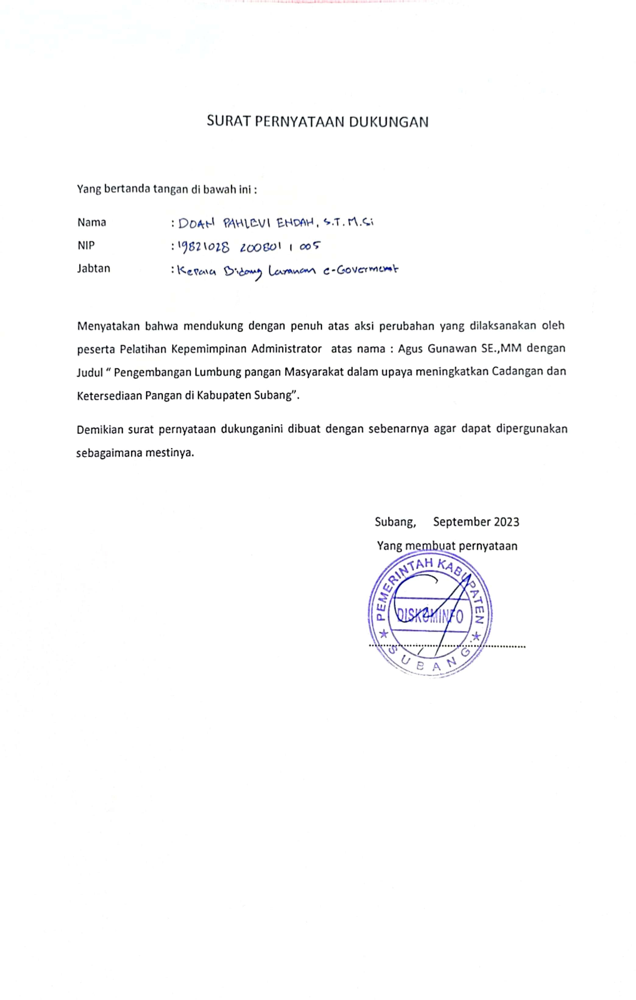 SURAT PERNYATAAN DUKUNGAN
Yang bertanda tangan di bawah ini :
Nama : DOAN PAHLEVI ENDAH, S.T. M.Si
NIP : 19821028 200801 1 005
Jabtan : Kepala Bidang Layanan e-Goverment
Menyatakan bahwa mendukung dengan penuh atas aksi perubahan yang dilaksanakan oleh
peserta Pelatihan Kepemimpinan Administrator atas nama : Agus Gunawan SE.,MM dengan
Judul “ Pengembangan Lumbung pangan Masyarakat dalam upaya meningkatkan Cadangan dan
Ketersediaan Pangan di Kabupaten Subang”.
Demikian surat pernyataan dukunganini dibuat dengan sebenarnya agar dapat dipergunakan
sebagaimana mestinya.
Subang, September 2023
Yang membuat pernyataan
PEMERINTAH KABUPATEN
DISKOMINFO
SUBANG